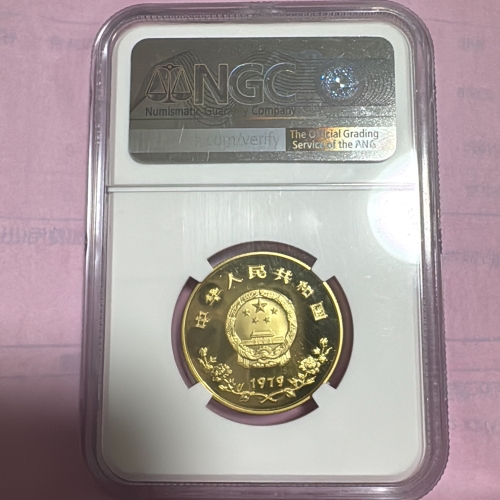 NGC
Numismatic Guaranty Company
The Official Grading
Service of the ANA
中华人民共和国
1979